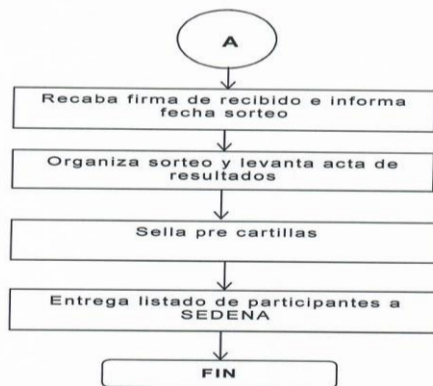 A
Recaba firma de recibido e informa
fecha sorteo
Organiza sorteo y levanta acta de
resultados
Sella pre cartillas
Entrega listado de participantes a
SEDENA
FIN